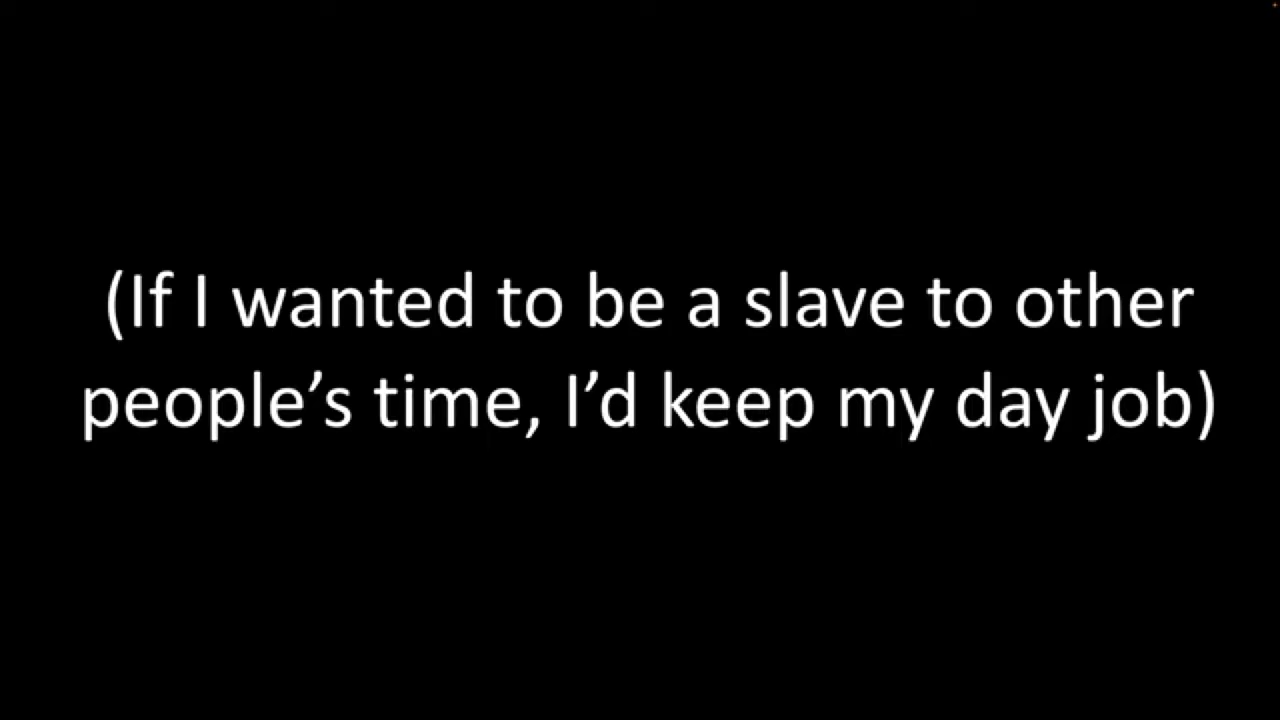 (If I wanted to be a slave to other
people’s time, I’d keep my day job)